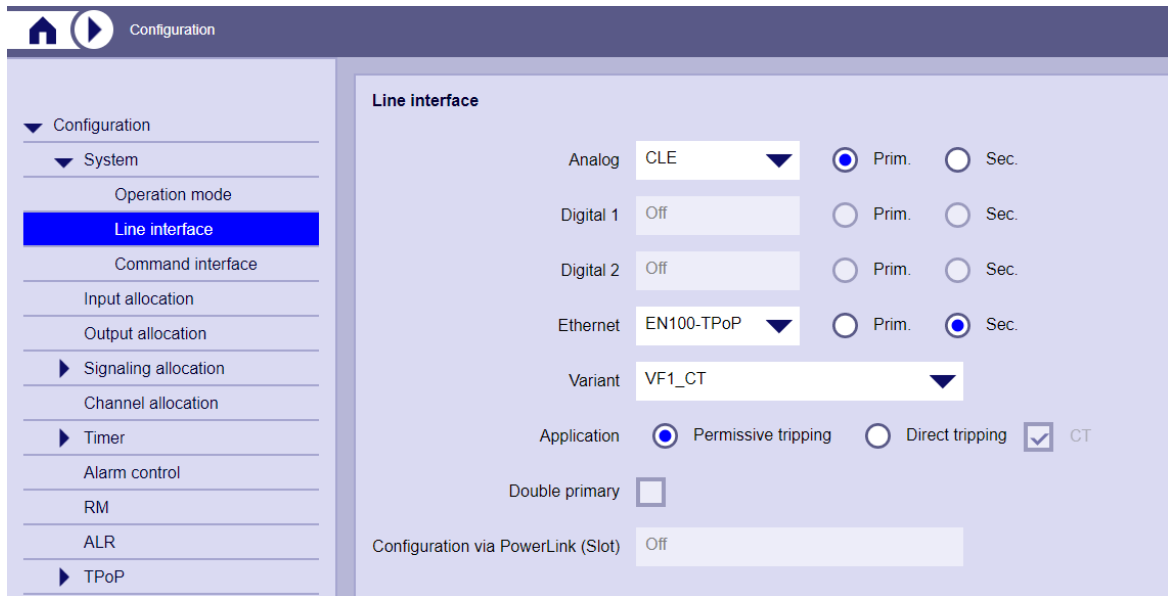 Configuration
Configuration
System
Operation mode
Line interface
Command interface
Input allocation
Output allocation
Signaling allocation
Channel allocation
Timer
Alarm control
RM
ALR
TPoP
Line interface
Analog CLE Prim. Sec.
Digital 1 Off Prim. Sec.
Digital 2 Off Prim. Sec.
Ethernet EN100-TPoP Prim. Sec.
Variant VF1_CT
Application Permissive tripping Direct tripping CT
Double primary
Configuration via PowerLink (Slot) Off